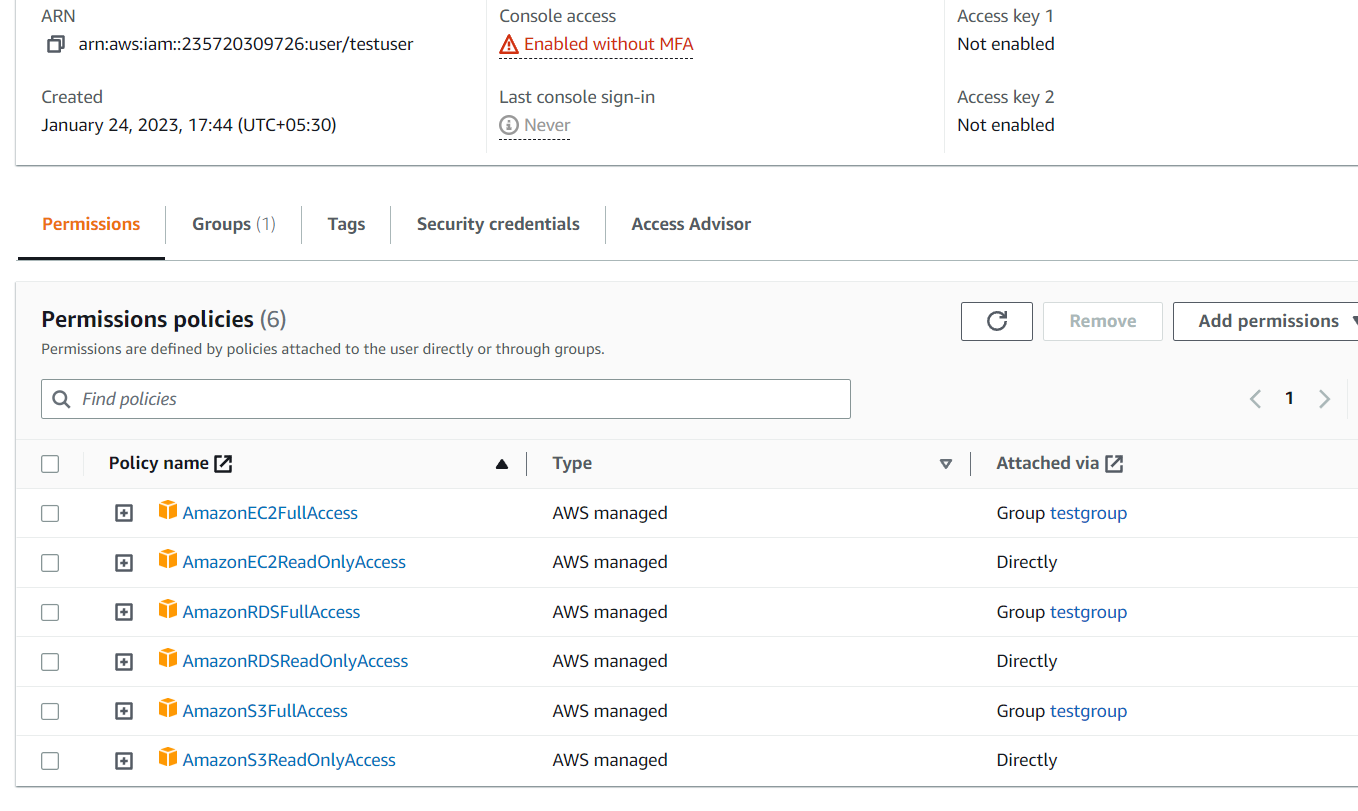 ARN
arn:aws:iam::235720309726:user/testuser
Console access
Enabled without MFA
Access key 1
Not enabled
Created
January 24, 2023, 17:44 (UTC+05:30)
Last console sign-in
Never
Access key 2
Not enabled
Permissions
Groups (1)
Tags
Security credentials
Access Advisor
Permissions policies (6)
Permissions are defined by policies attached to the user directly or through groups.
Remove
Add permissions
Find policies
1
Policy name
Type
Attached via
AmazonEC2FullAccess AWS managed Group testgroup
AmazonEC2ReadOnlyAccess AWS managed Directly
AmazonRDSFullAccess AWS managed Group testgroup
AmazonRDSReadOnlyAccess AWS managed Directly
AmazonS3FullAccess AWS managed Group testgroup
AmazonS3ReadOnlyAccess AWS managed Directly